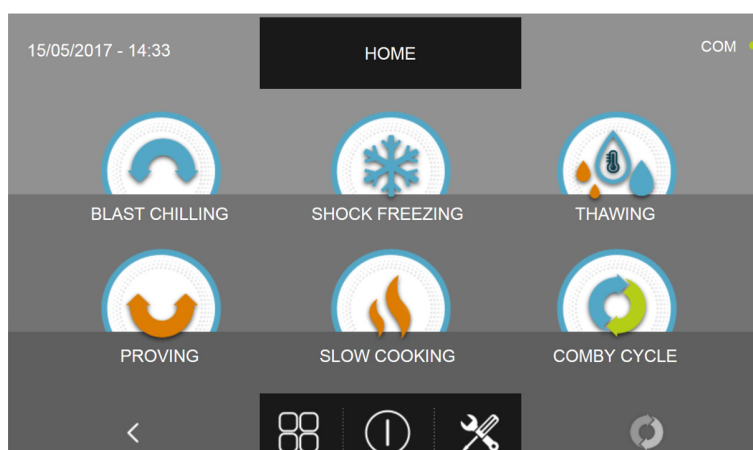 15/05/2017 - 14:33
HOME
COM
BLAST CHILLING
SHOCK FREEZING
THAWING
PROVING
SLOW COOKING
COMBY CYCLE